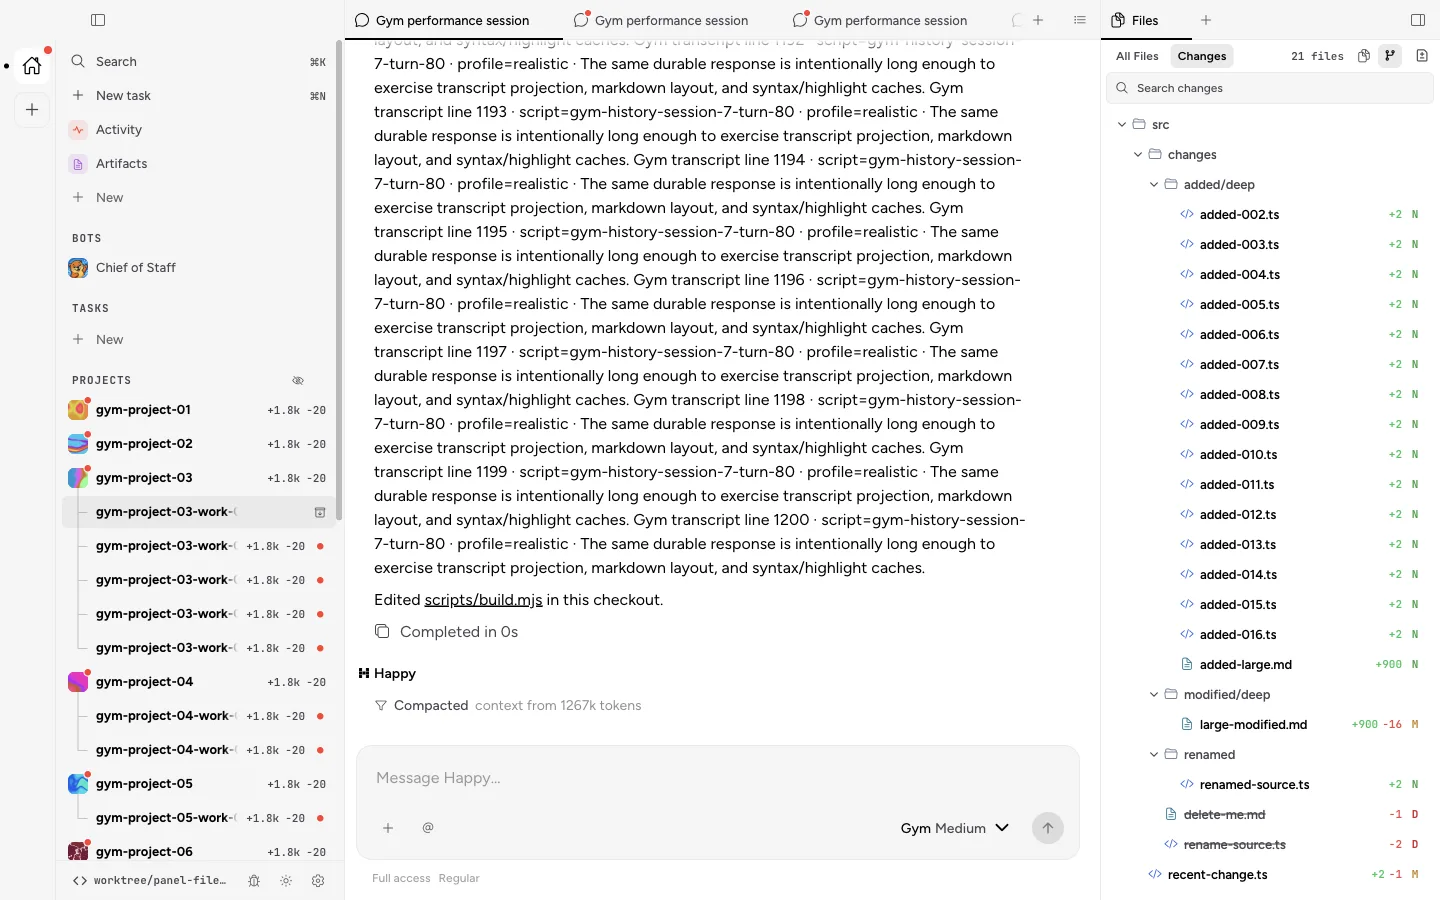 Search ⌘K
New task ⌘N
Activity
Artifacts
New
BOTS
Chief of Staff
TASKS
New
PROJECTS
gym-project-01 +1.8k -20
gym-project-02 +1.8k -20
gym-project-03 +1.8k -20
gym-project-03-work-
gym-project-03-work- +1.8k -20
gym-project-03-work- +1.8k -20
gym-project-03-work- +1.8k -20
gym-project-03-work- +1.8k -20
gym-project-04 +1.8k -20
gym-project-04-work- +1.8k -20
gym-project-04-work- +1.8k -20
gym-project-05 +1.8k -20
gym-project-05-work- +1.8k -20
gym-project-06 +1.8k -20
worktree/panel-file…
Gym performance session
Gym performance session
Gym performance session
layout, and syntax/highlight caches. Gym transcript line 1192 · script=gym-history-session-
7-turn-80 · profile=realistic · The same durable response is intentionally long enough to
exercise transcript projection, markdown layout, and syntax/highlight caches. Gym
transcript line 1193 · script=gym-history-session-7-turn-80 · profile=realistic · The same
durable response is intentionally long enough to exercise transcript projection, markdown
layout, and syntax/highlight caches. Gym transcript line 1194 · script=gym-history-session-
7-turn-80 · profile=realistic · The same durable response is intentionally long enough to
exercise transcript projection, markdown layout, and syntax/highlight caches. Gym
transcript line 1195 · script=gym-history-session-7-turn-80 · profile=realistic · The same
durable response is intentionally long enough to exercise transcript projection, markdown
layout, and syntax/highlight caches. Gym transcript line 1196 · script=gym-history-session-
7-turn-80 · profile=realistic · The same durable response is intentionally long enough to
exercise transcript projection, markdown layout, and syntax/highlight caches. Gym
transcript line 1197 · script=gym-history-session-7-turn-80 · profile=realistic · The same
durable response is intentionally long enough to exercise transcript projection, markdown
layout, and syntax/highlight caches. Gym transcript line 1198 · script=gym-history-session-
7-turn-80 · profile=realistic · The same durable response is intentionally long enough to
exercise transcript projection, markdown layout, and syntax/highlight caches. Gym
transcript line 1199 · script=gym-history-session-7-turn-80 · profile=realistic · The same
durable response is intentionally long enough to exercise transcript projection, markdown
layout, and syntax/highlight caches. Gym transcript line 1200 · script=gym-history-session-
7-turn-80 · profile=realistic · The same durable response is intentionally long enough to
exercise transcript projection, markdown layout, and syntax/highlight caches.
Edited scripts/build.mjs in this checkout.
Completed in 0s
Happy
Compacted context from 1267k tokens
Message Happy...
@ Gym Medium
Full access Regular
Files
All Files Changes 21 files
Search changes
src
changes
added/deep
added-002.ts +2 N
added-003.ts +2 N
added-004.ts +2 N
added-005.ts +2 N
added-006.ts +2 N
added-007.ts +2 N
added-008.ts +2 N
added-009.ts +2 N
added-010.ts +2 N
added-011.ts +2 N
added-012.ts +2 N
added-013.ts +2 N
added-014.ts +2 N
added-015.ts +2 N
added-016.ts +2 N
added-large.md +900 N
modified/deep
large-modified.md +900 -16 M
renamed
renamed-source.ts +2 N
delete-me.md -1 D
rename-source.ts -2 D
recent-change.ts +2 -1 M